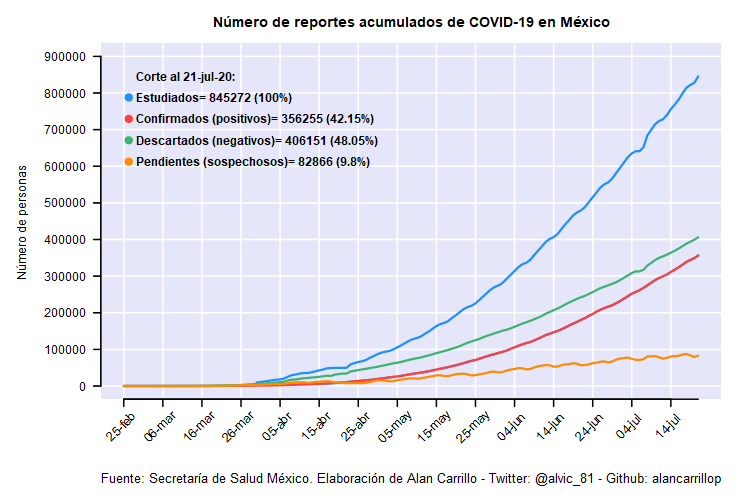 Número de reportes acumulados de COVID-19 en México
Número de personas
900000
800000
700000
600000
500000
400000
300000
200000
100000
0
Corte al 21-jul-20:
Estudiados= 845272 (100%)
Confirmados (positivos)= 356255 (42.15%)
Descartados (negativos)= 406151 (48.05%)
Pendientes (sospechosos)= 82866 (9.8%)
25-feb
06-mar
16-mar
26-mar
05-abr
15-abr
25-abr
05-may
15-may
25-may
04-jun
14-jun
24-jun
04-jul
14-jul
Fuente: Secretaría de Salud México. Elaboración de Alan Carrillo - Twitter: @alvic_81 - Github: alancarrillop